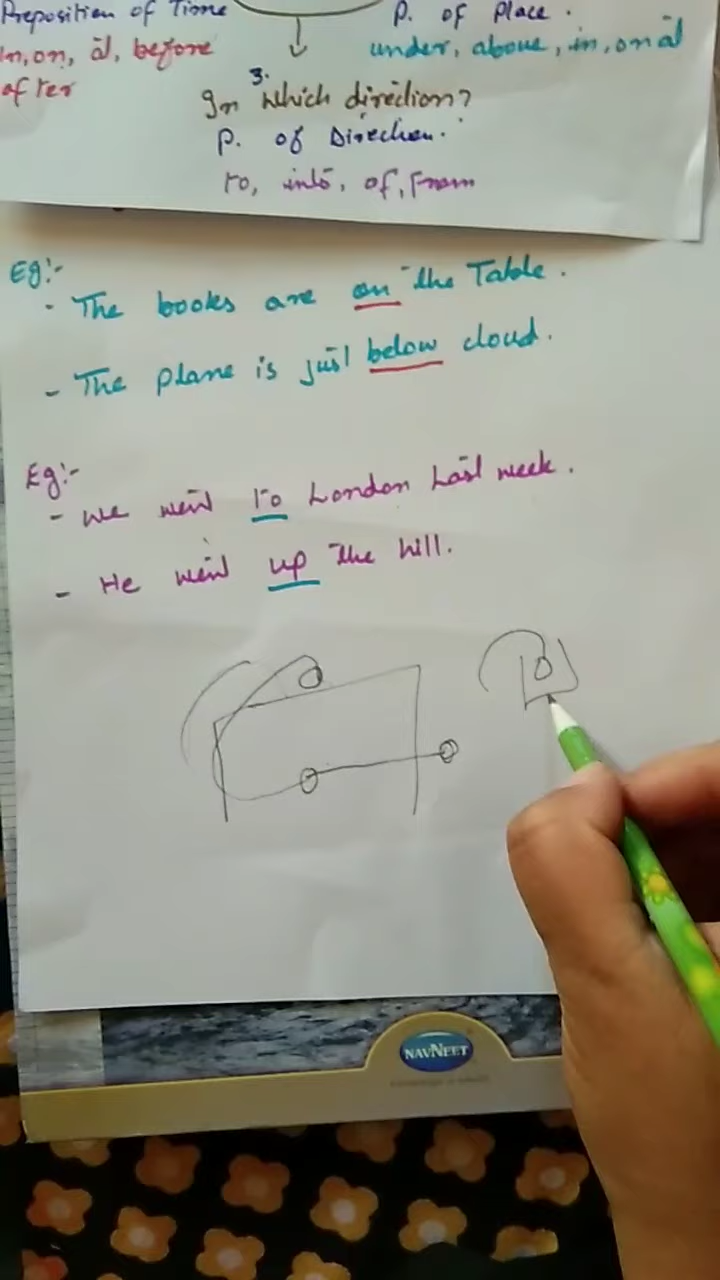 Preposition of Time
in, on, at, before
after
P. of Place.
under, above, in, on at
3.
In which direction?
P. of Direction.
to, into, of, From
Eg:-
- The books are on the Table.
- The plane is just below cloud.
Eg:-
- We went To London Last week.
- He went up the hill.
NAVNEET